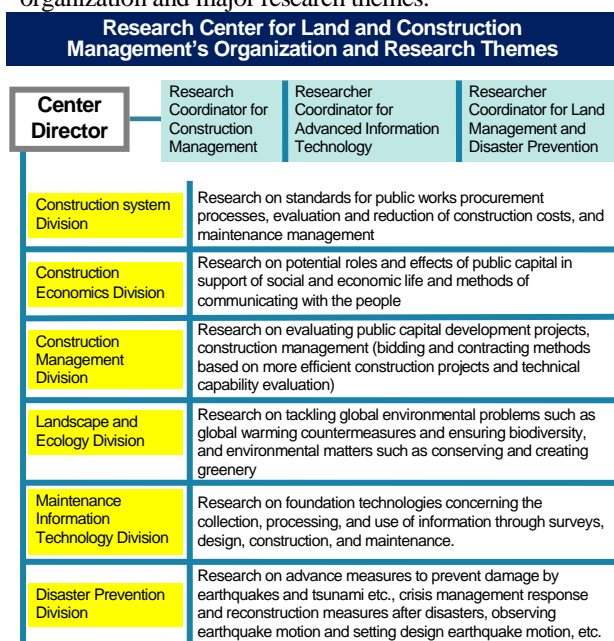 organization and major research themes.
Research Center for Land and Construction
Management's Organization and Research Themes
Center
Director
Research
Coordinator for
Construction
Management
Researcher
Coordinator for
Advanced Information
Technology
Researcher
Coordinator for Land
Management and
Disaster Prevention
Construction system
Division
Research on standards for public works procurement
processes, evaluation and reduction of construction costs, and
maintenance management
Construction
Economics Division
Research on potential roles and effects of public capital in
support of social and economic life and methods of
communicating with the people
Construction
Management
Division
Research on evaluating public capital development projects,
construction management (bidding and contracting methods
based on more efficient construction projects and technical
capability evaluation)
Landscape and
Ecology Division
Research on tackling global environmental problems such as
global warming countermeasures and ensuring biodiversity,
and environmental matters such as conserving and creating
greenery
Maintenance
Information
Technology Division
Research on foundation technologies concerning the
collection, processing, and use of information through surveys,
design, construction, and maintenance.
Disaster Prevention
Division
Research on advance measures to prevent damage by
earthquakes and tsunami etc., crisis management response
and reconstruction measures after disasters, observing
earthquake motion and setting design earthquake motion, etc.